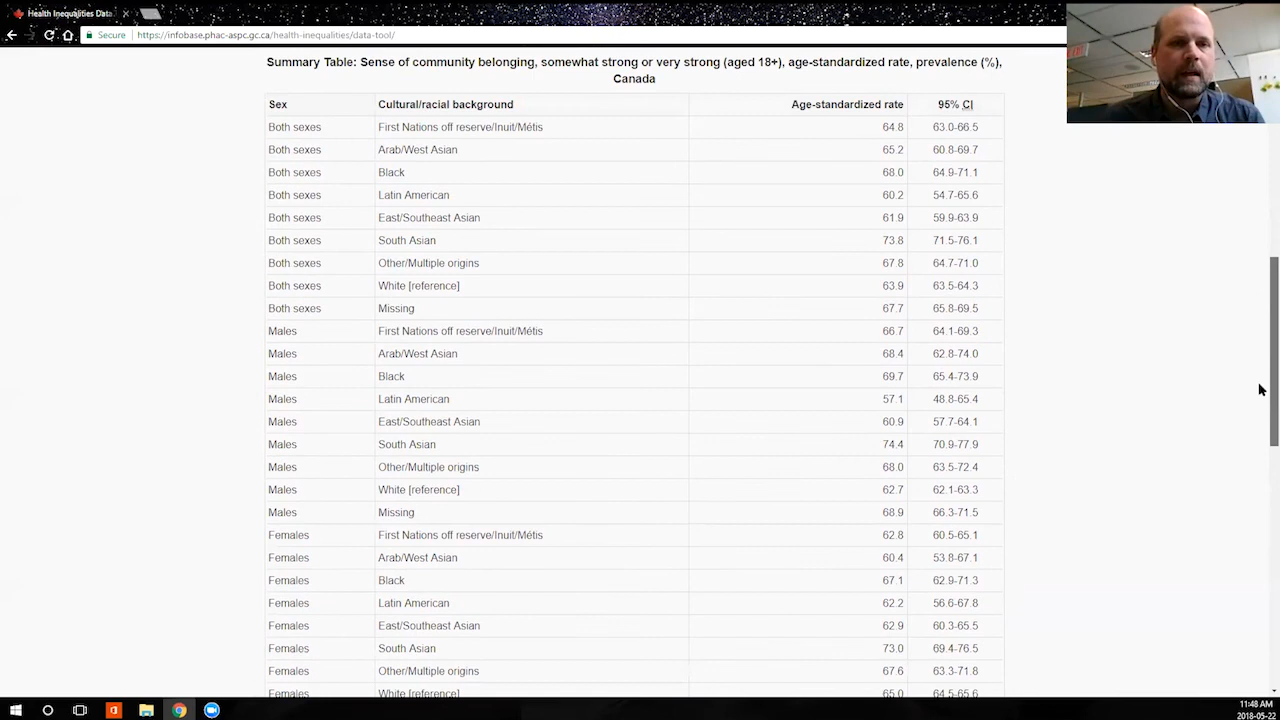 Health Inequalities Data
Secure https://infobase.phac-aspc.gc.ca/health-inequalities/data-tool/
Summary Table: Sense of community belonging, somewhat strong or very strong (aged 18+), age-standardized rate, prevalence (%),
Canada
Sex Cultural/racial background Age-standardized rate 95% CI
Both sexes First Nations off reserve/Inuit/Métis 64.8 63.0-66.5
Both sexes Arab/West Asian 65.2 60.8-69.7
Both sexes Black 68.0 64.9-71.1
Both sexes Latin American 60.2 54.7-65.6
Both sexes East/Southeast Asian 61.9 59.9-63.9
Both sexes South Asian 73.8 71.5-76.1
Both sexes Other/Multiple origins 67.8 64.7-71.0
Both sexes White [reference] 63.9 63.5-64.3
Both sexes Missing 67.7 65.8-69.5
Males First Nations off reserve/Inuit/Métis 66.7 64.1-69.3
Males Arab/West Asian 68.4 62.8-74.0
Males Black 69.7 65.4-73.9
Males Latin American 57.1 48.8-65.4
Males East/Southeast Asian 60.9 57.7-64.1
Males South Asian 74.4 70.9-77.9
Males Other/Multiple origins 68.0 63.5-72.4
Males White [reference] 62.7 62.1-63.3
Males Missing 68.9 66.3-71.5
Females First Nations off reserve/Inuit/Métis 62.8 60.5-65.1
Females Arab/West Asian 60.4 53.8-67.1
Females Black 67.1 62.9-71.3
Females Latin American 62.2 56.6-67.8
Females East/Southeast Asian 62.9 60.3-65.5
Females South Asian 73.0 69.4-76.5
Females Other/Multiple origins 67.6 63.3-71.8
Females White [reference] 65.0 64.5-65.6
11:48 AM
2018-05-22